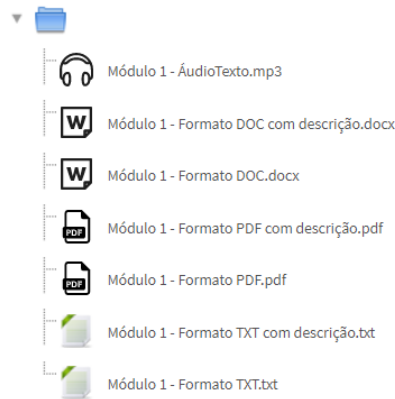 Módulo 1 - ÁudioTexto.mp3
W Módulo 1 - Formato DOC com descrição.docx
W Módulo 1 - Formato DOC.docx
PDF Módulo 1 - Formato PDF com descrição.pdf
PDF Módulo 1 - Formato PDF.pdf
Módulo 1 - Formato TXT com descrição.txt
Módulo 1 - Formato TXT.txt